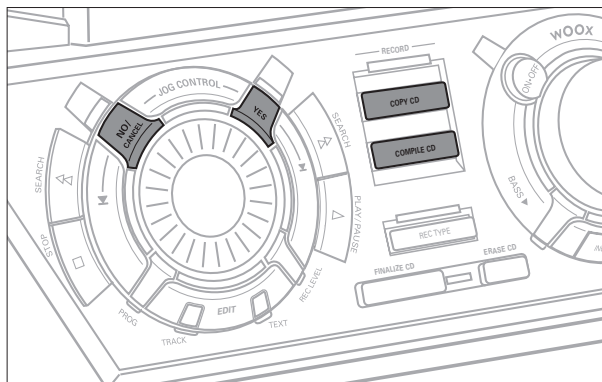 JOG CONTROL
NO/
CANCEL
YES
SEARCH
SEARCH
STOP
PLAY/PAUSE
PROG
TRACK
EDIT
TEXT
REC LEVEL
RECORD
COPY CD
COMPILE CD
REC TYPE
FINALIZE CD
ERASE CD
WOOX
ON•OFF
BASS